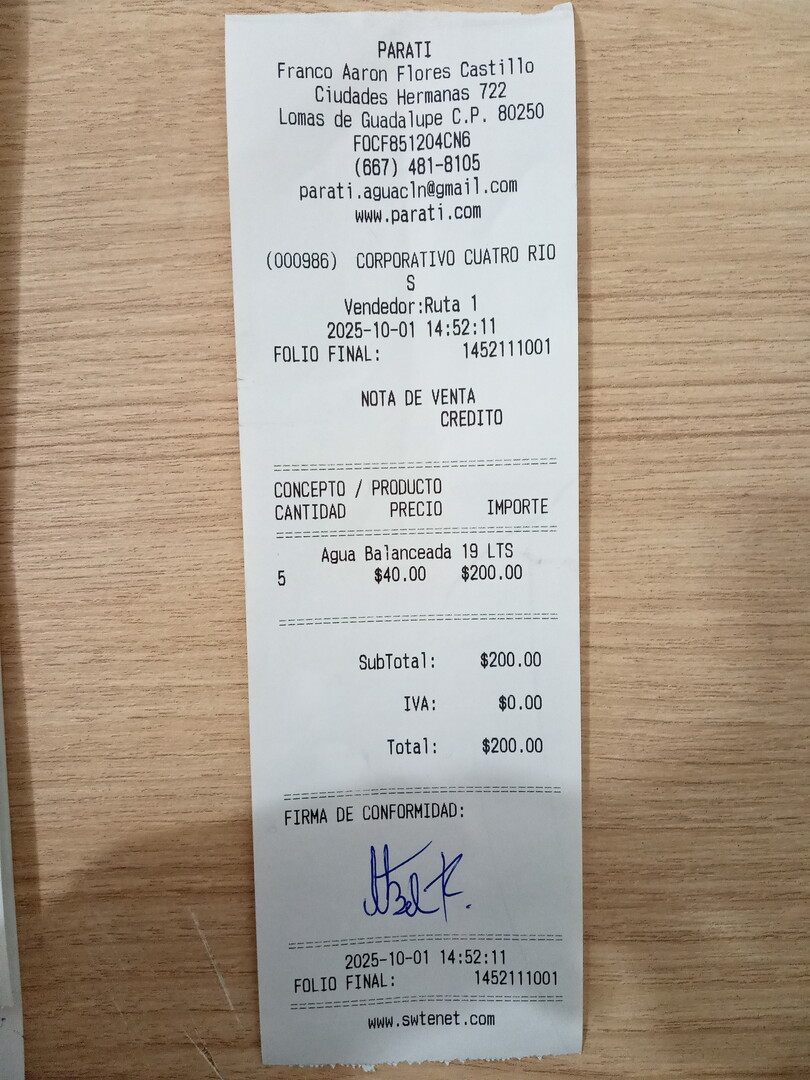 PARATI
Franco Aaron Flores Castillo
Ciudades Hermanas 722
Lomas de Guadalupe C.P. 80250
FOCF851204CN6
(667) 481-8105
parati.aguacln@gmail.com
www.parati.com
(000986) CORPORATIVO CUATRO RIO
S
Vendedor:Ruta 1
2025-10-01 14:52:11
FOLIO FINAL: 1452111001
NOTA DE VENTA
CREDITO
CONCEPTO / PRODUCTO
CANTIDAD PRECIO IMPORTE
Agua Balanceada 19 LTS
5 $40.00 $200.00
SubTotal: $200.00
IVA: $0.00
Total: $200.00
FIRMA DE CONFORMIDAD:
2025-10-01 14:52:11
FOLIO FINAL: 1452111001
www.swtenet.com